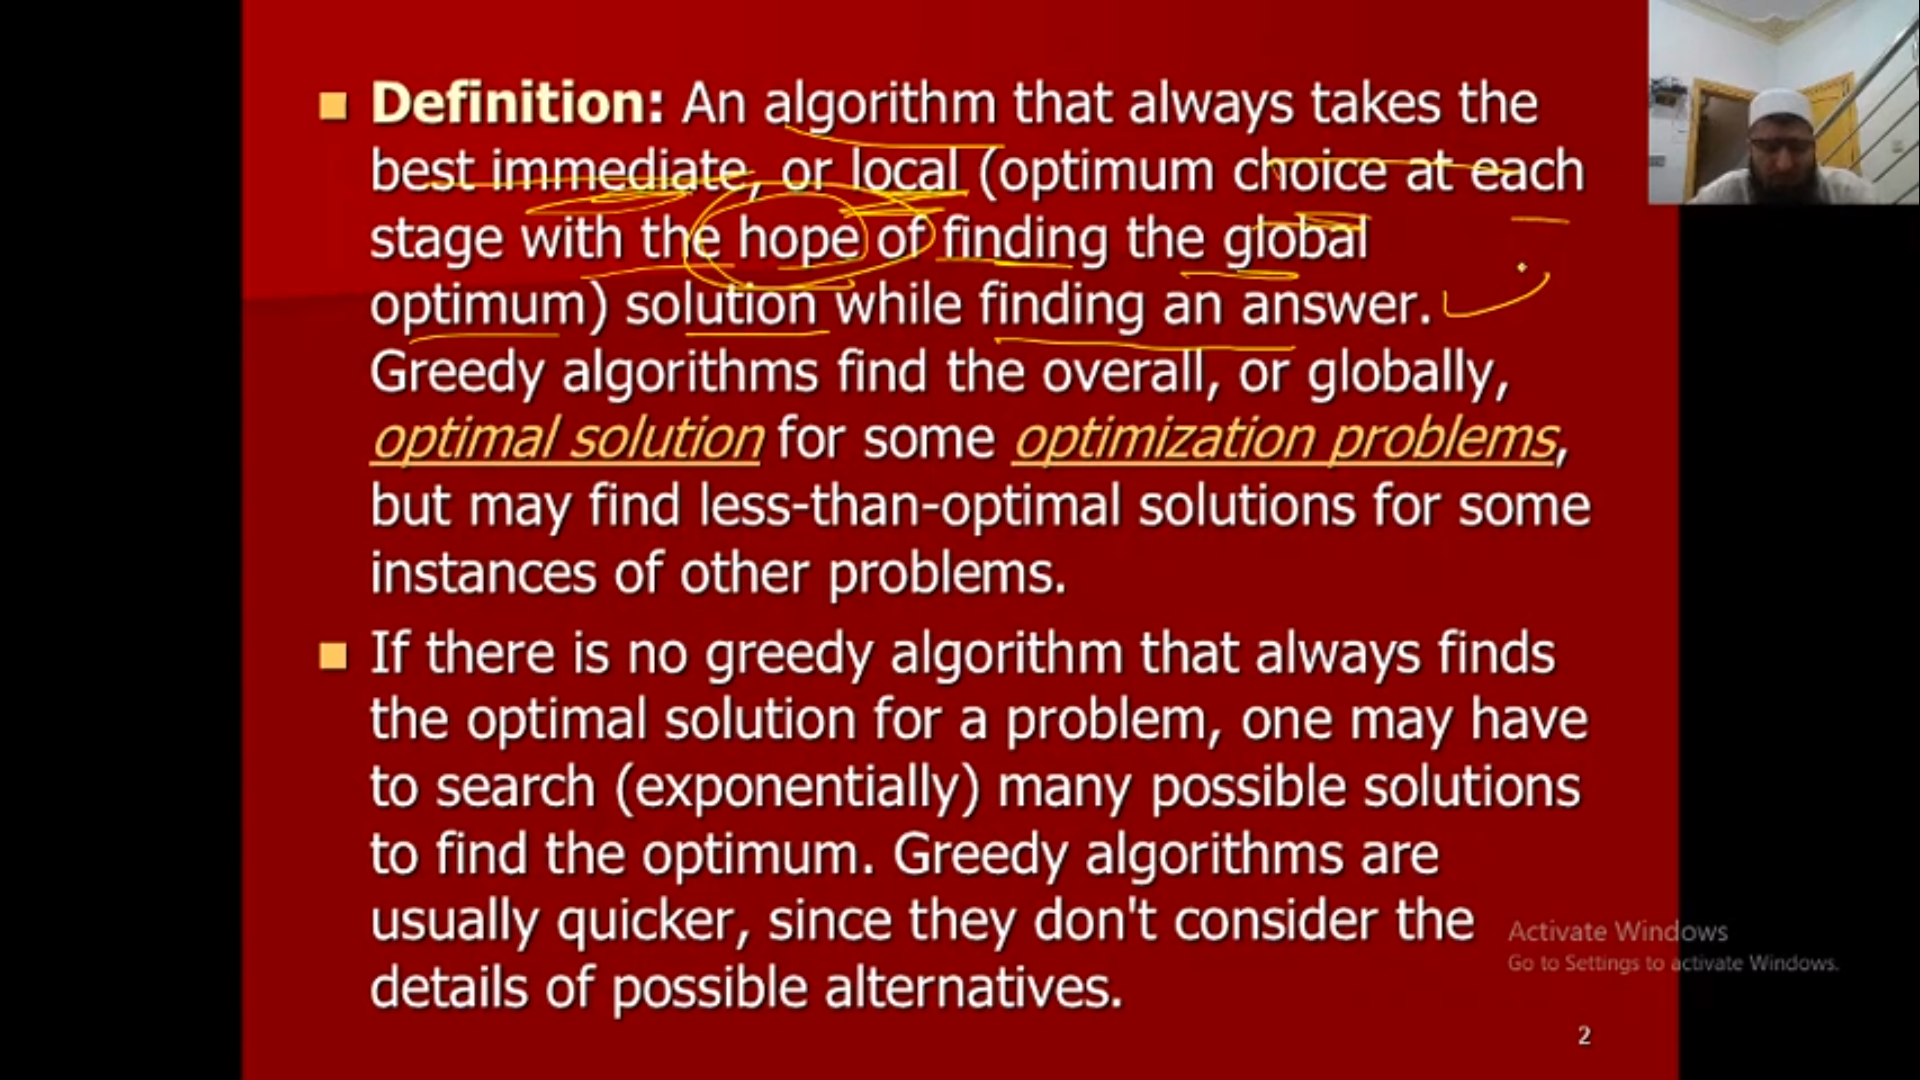 Definition: An algorithm that always takes the
best immediate, or local (optimum choice at each
stage with the hope of finding the global
optimum) solution while finding an answer.
Greedy algorithms find the overall, or globally,
optimal solution for some optimization problems,
but may find less-than-optimal solutions for some
instances of other problems.
If there is no greedy algorithm that always finds
the optimal solution for a problem, one may have
to search (exponentially) many possible solutions
to find the optimum. Greedy algorithms are
usually quicker, since they don't consider the
details of possible alternatives.
Activate Windows
Go to Settings to activate Windows.
2